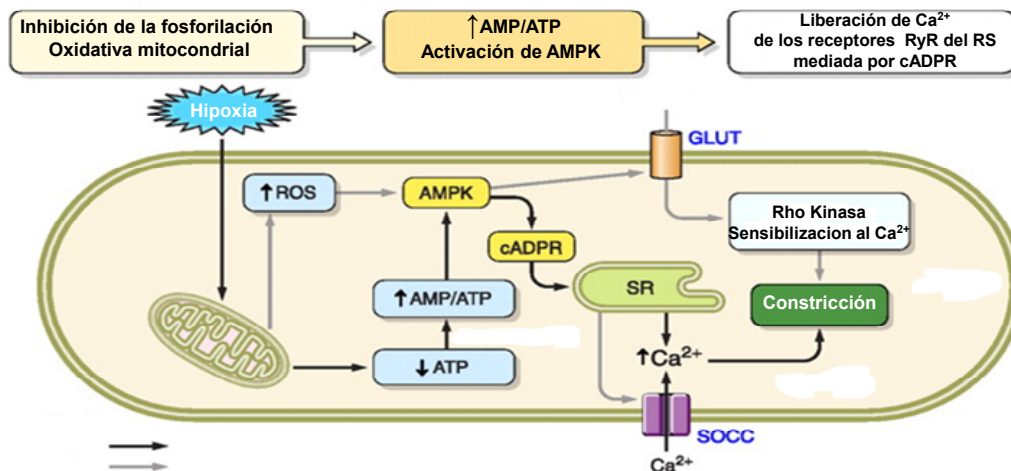 Inhibición de la fosforilación
Oxidativa mitocondrial
↑AMP/ATP
Activación de AMPK
Liberación de Ca²⁺
de los receptores RyR del RS
mediada por cADPR
Hipoxia
GLUT
↑ROS
AMPK
Rho Kinasa
Sensibilizacion al Ca²⁺
cADPR
SR
↑AMP/ATP
Constricción
↑Ca²⁺
↓ATP
SOCC
Ca²⁺